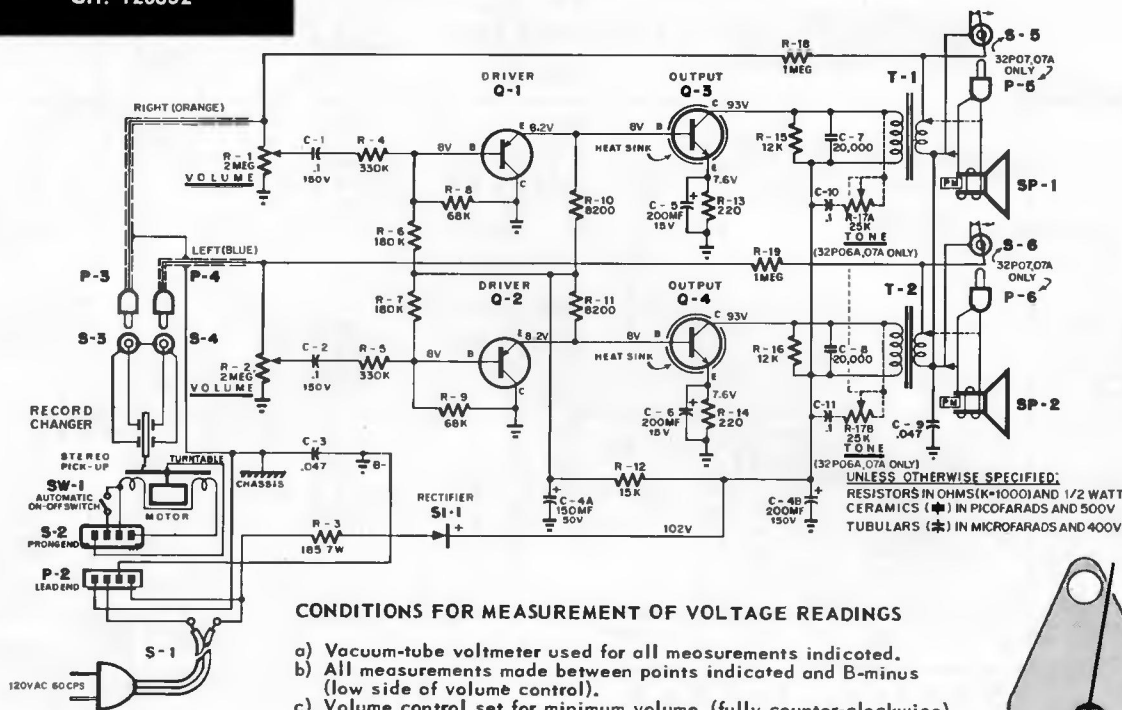 DRIVER
Q-1
OUTPUT
Q-3
R-18
1MEG
T-1
S-5
32P07,07A
ONLY
P-5
RIGHT (ORANGE)
R-1
2MEG
VOLUME
C-1
.1
150V
R-4
330K
8V
B
E 8.2V
C
R-8
68K
R-6
180K
R-10
8200
8V
B
HEAT SINK
C 93V
E
7.6V
C-5
200MF
15V
R-13
220
R-15
12K
C-7
20,000
C-10
.1
R-17A
25K
TONE
(32P06A,07A ONLY)
PM
SP-1
LEFT(BLUE)
P-3
P-4
S-3
S-4
R-7
180K
DRIVER
Q-2
R-11
8200
OUTPUT
Q-4
R-19
1MEG
T-2
S-6
32P07,07A
ONLY
P-6
R-2
2MEG
VOLUME
C-2
.1
150V
R-5
330K
8V
B
E
8.2V
C
R-9
68K
8V
B
HEAT SINK
C 93V
E
7.6V
C-6
200MF
15V
R-14
220
R-16
12K
C-8
20,000
C-11
.1
R-17B
25K
TONE
(32P06A,07A ONLY)
C-9
.047
PM
SP-2
RECORD
CHANGER
STEREO
PICK-UP
TURNTABLE
SW-1
AUTOMATIC
ON-OFF SWITCH
MOTOR
S-2
PRONG END
P-2
LEAD END
S-1
120VAC 60CPS
CHASSIS
C-3
.047
B-
R-3
185 7W
RECTIFIER
SI-1
+
102V
R-12
15K
C-4A
150MF
50V
C-4B
200MF
150V
UNLESS OTHERWISE SPECIFIED:
RESISTORS IN OHMS(K=1000)AND 1/2 WATT
CERAMICS ( ) IN PICOFARADS AND 500V
TUBULARS ( ) IN MICROFARADS AND 400V
CONDITIONS FOR MEASUREMENT OF VOLTAGE READINGS
a) Vacuum-tube voltmeter used for all measurements indicated.
b) All measurements made between points indicated and B-minus
(low side of volume control).
c) Volume control set for minimum volume (fully counter-clockwise)